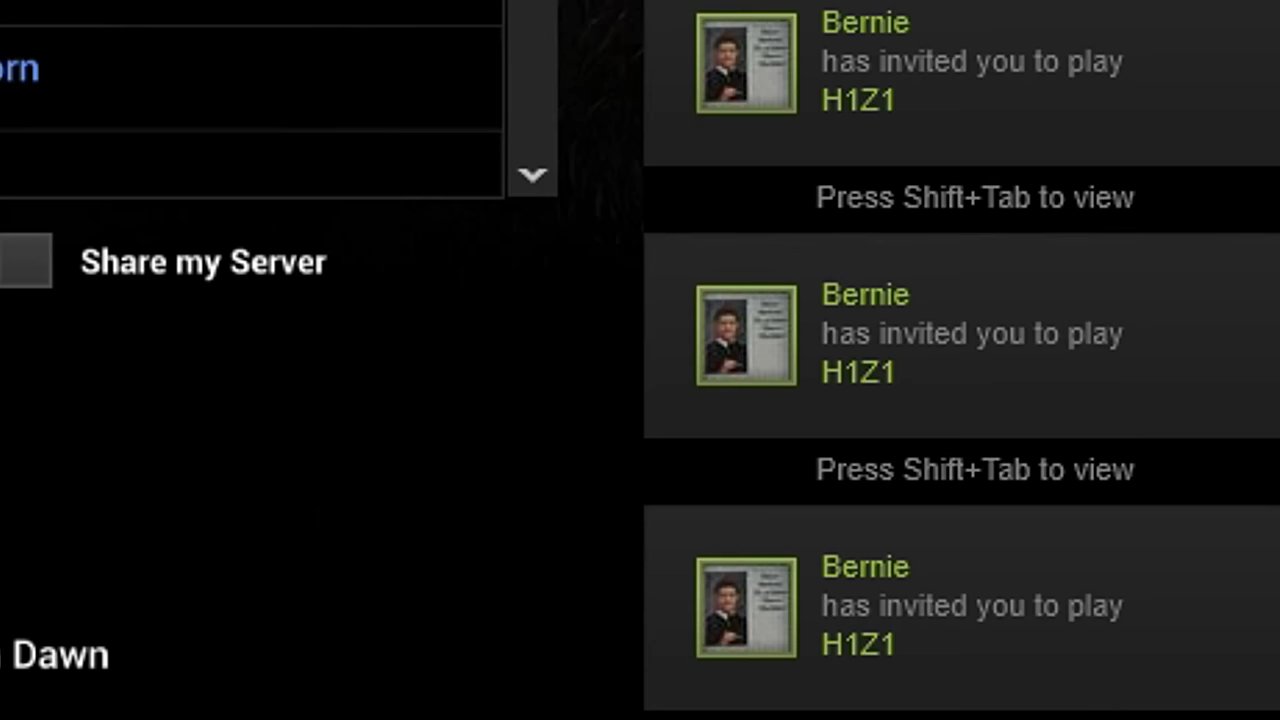 orn
Share my Server
Dawn
Bernie
has invited you to play
H1Z1
Press Shift+Tab to view
Bernie
has invited you to play
H1Z1
Press Shift+Tab to view
Bernie
has invited you to play
H1Z1